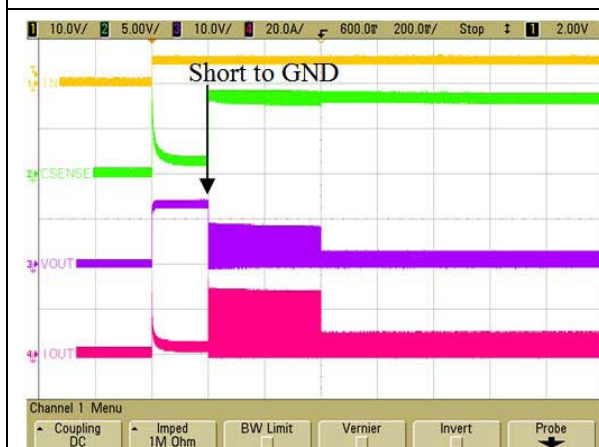 1 10.0V/ 2 5.00V/ 3 10.0V/ 4 20.0A/ 600.0ms 200.0ms/ Stop 1 2.00V
Short to GND
IN
CSENSE
VOUT
IOUT
Channel 1 Menu
Coupling Imped BW Limit Vernier Invert Probe
DC 1M Ohm